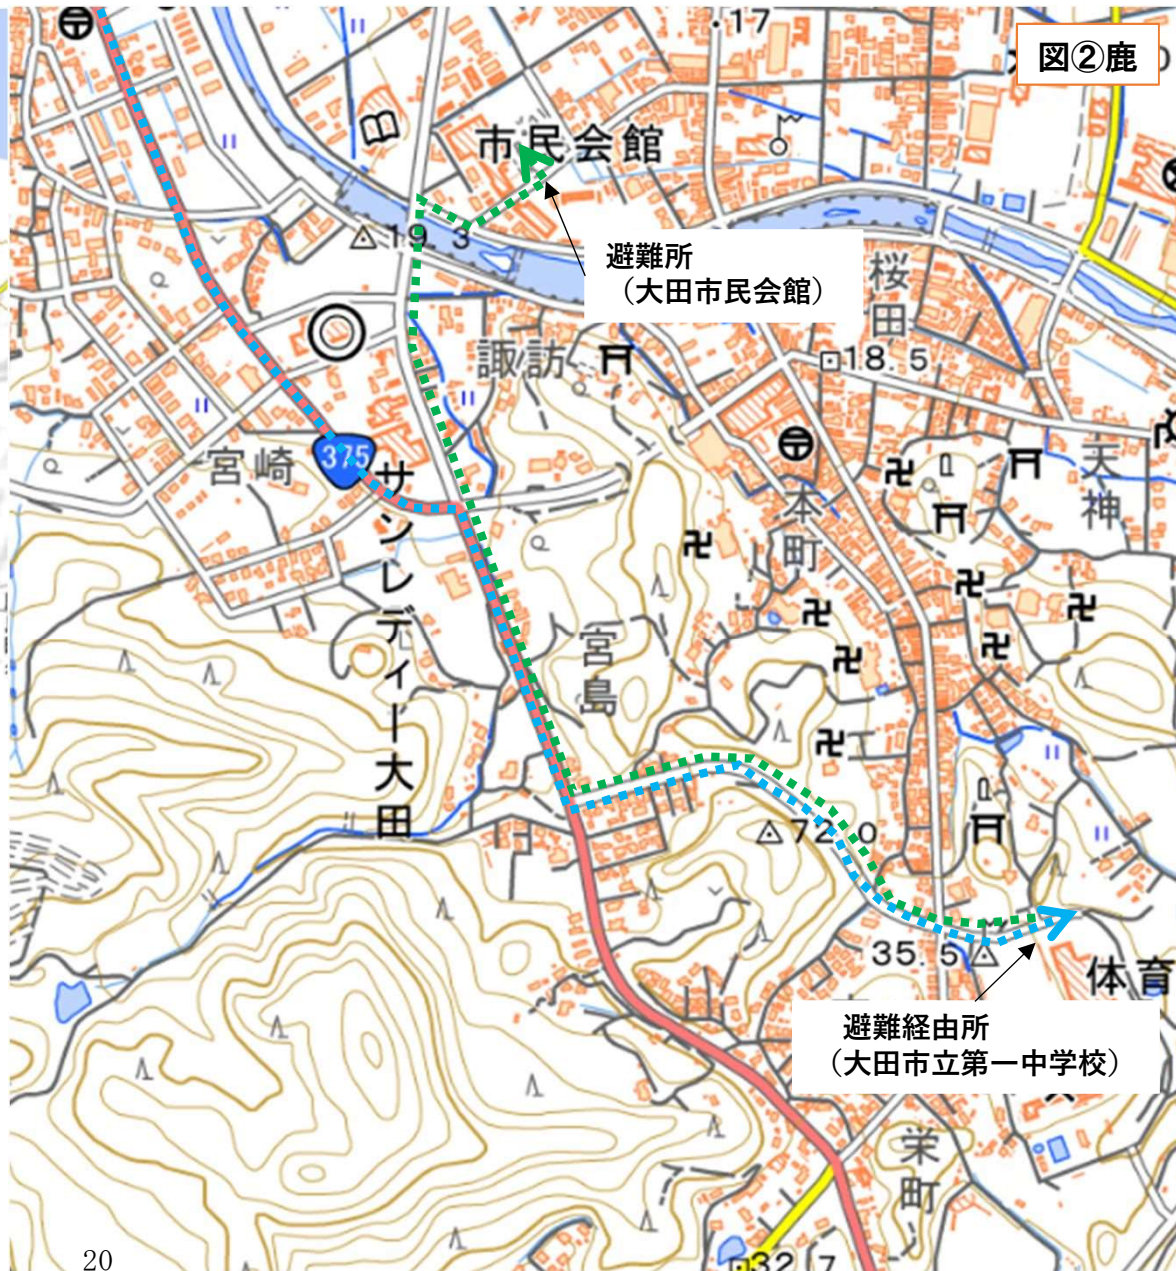 ・17
図②鹿
市民会館
△19.3
避難所
（大田市民会館）
桜田
諏訪
18.5
宮崎
375
サンレディー大田
本町
天神
宮島
△72.0
35.5△
体育
避難経由所
（大田市立第一中学校）
栄町
32.7
20